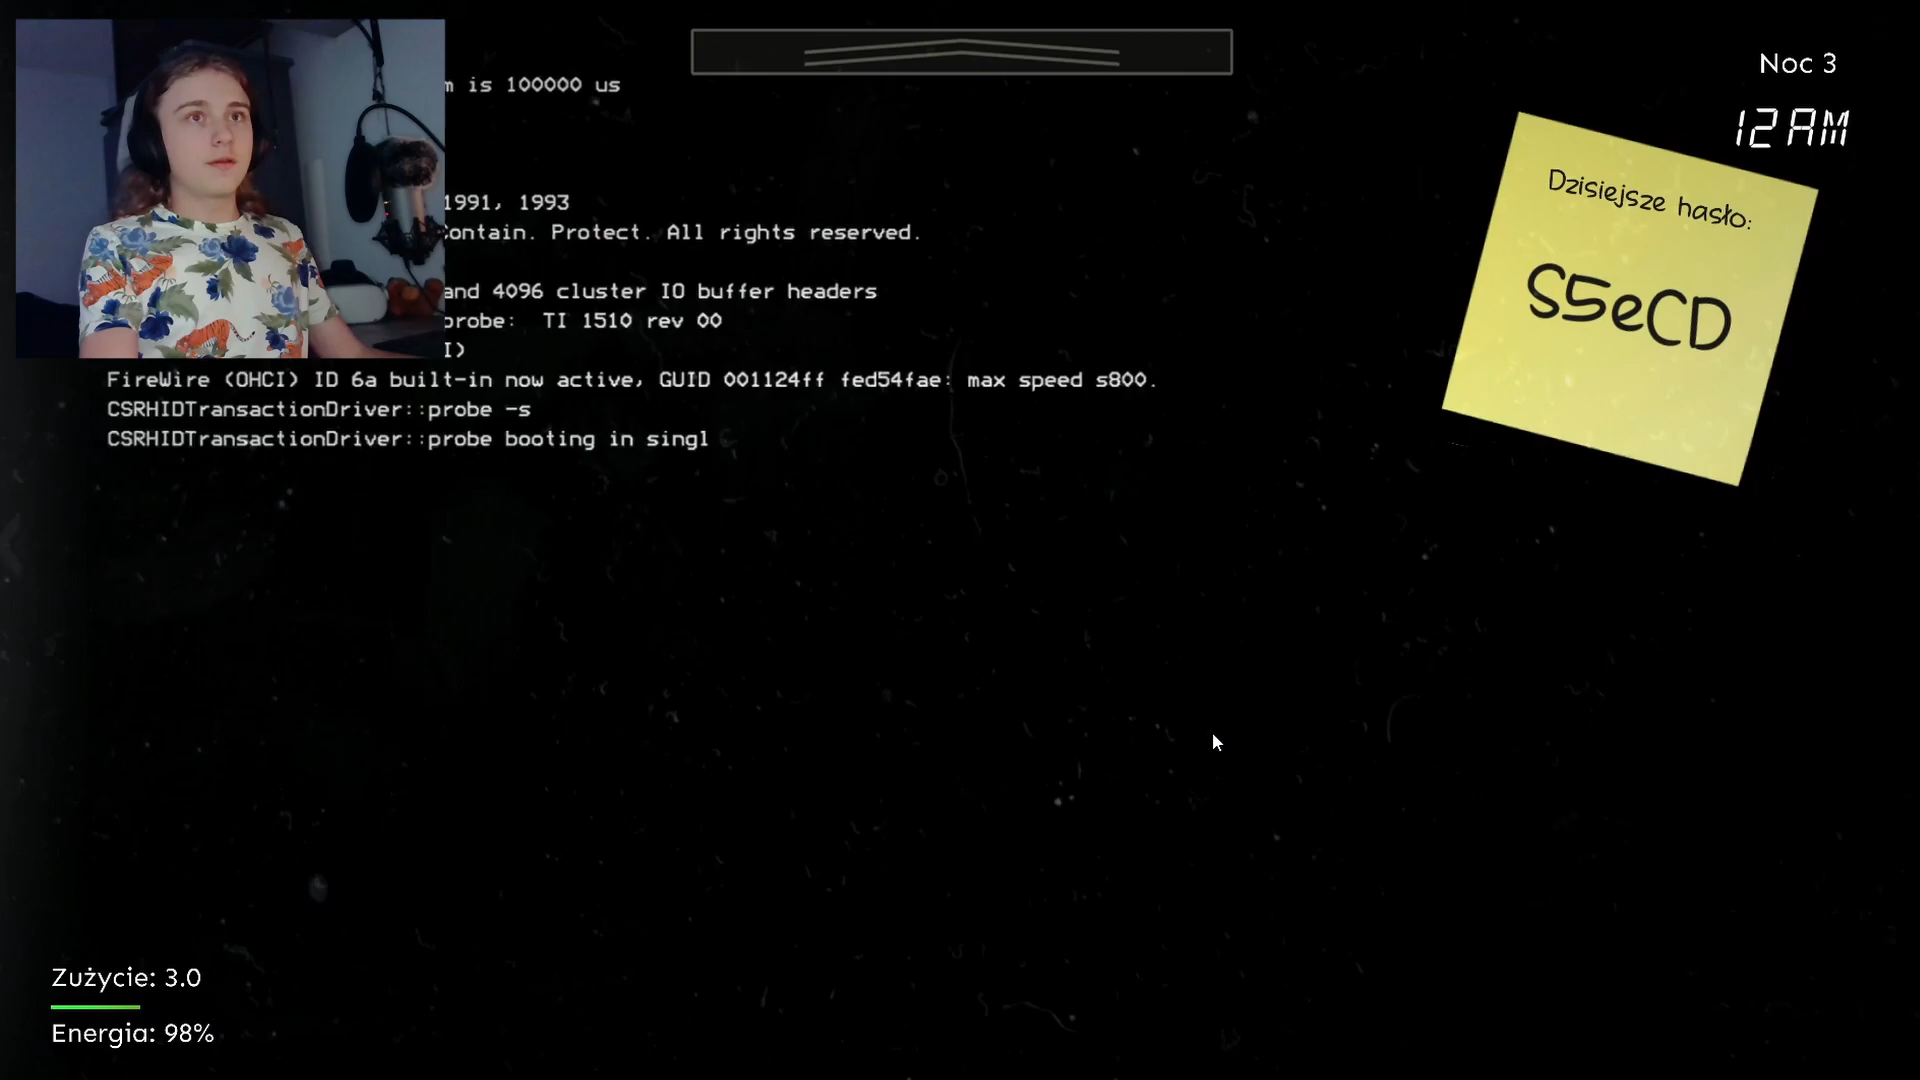 m is 100000 us
1991, 1993
ontain. Protect. All rights reserved.
and 4096 cluster IO buffer headers
probe: TI 1510 rev 00
I)
FireWire (OHCI) ID 6a built-in now active, GUID 001124ff fed54fae: max speed s800.
CSRHIDTransactionDriver::probe -s
CSRHIDTransactionDriver::probe booting in singl
Noc 3
12 AM
Dzisiejsze hasło:
S5eCD
Zużycie: 3.0
Energia: 98%